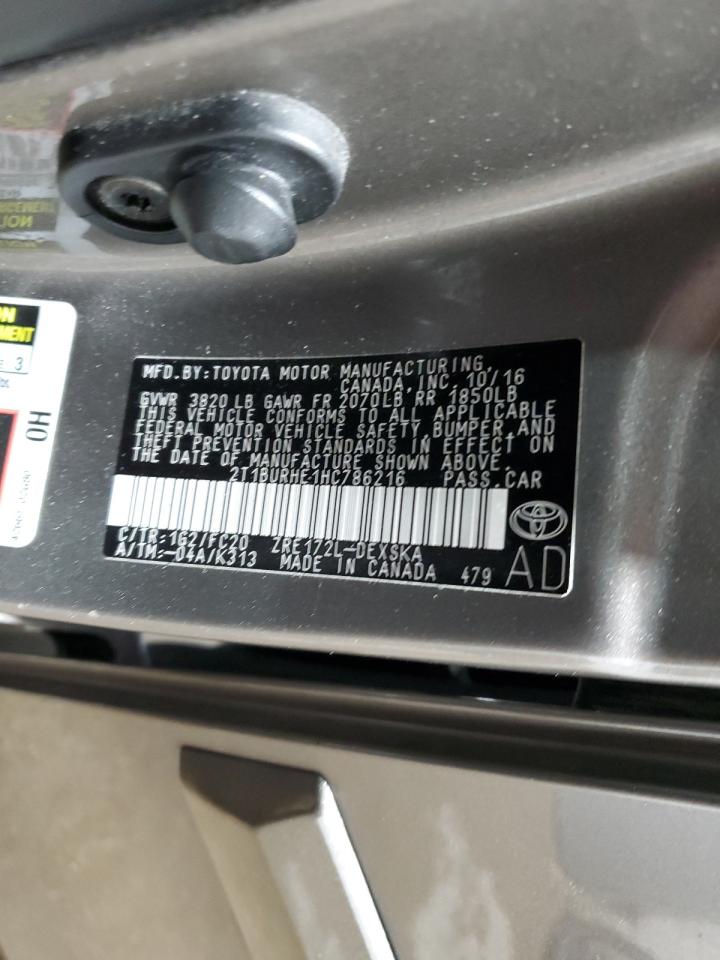 MFD.BY:TOYOTA MOTOR MANUFACTURING,
CANADA, INC. 10/16
GVWR 3820 LB GAWR FR 2070LB RR 1850LB
THIS VEHICLE CONFORMS TO ALL APPLICABLE
FEDERAL MOTOR VEHICLE SAFETY, BUMPER, AND
THEFT PREVENTION STANDARDS IN EFFECT ON
THE DATE OF MANUFACTURE SHOWN ABOVE.
2T1BURHE1HC786216 PASS.CAR
C/TR:1G2/FC20 ZRE172L-DEXSKA
A/TM:-04A/K313 MADE IN CANADA 479 AD
3
HO